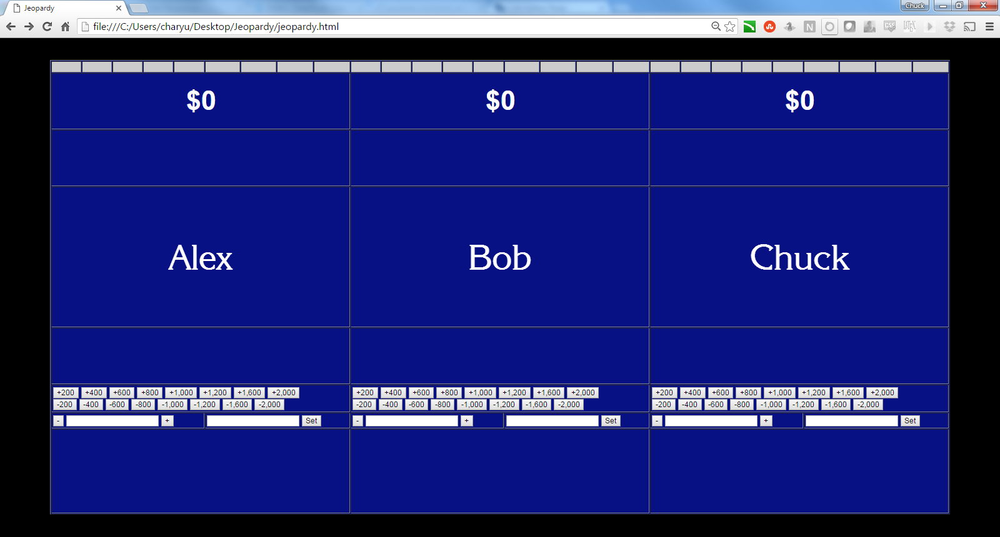 Jeopardy
Chuck
file:///C:/Users/charyu/Desktop/Jeopardy/jeopardy.html
N
CSS
$0 $0 $0
Alex Bob Chuck
+200 +400 +600 +800 +1,000 +1,200 +1,600 +2,000 +200 +400 +600 +800 +1,000 +1,200 +1,600 +2,000 +200 +400 +600 +800 +1,000 +1,200 +1,600 +2,000
-200 -400 -600 -800 -1,000 -1,200 -1,600 -2,000 -200 -400 -600 -800 -1,000 -1,200 -1,600 -2,000 -200 -400 -600 -800 -1,000 -1,200 -1,600 -2,000
- + Set - + Set - + Set